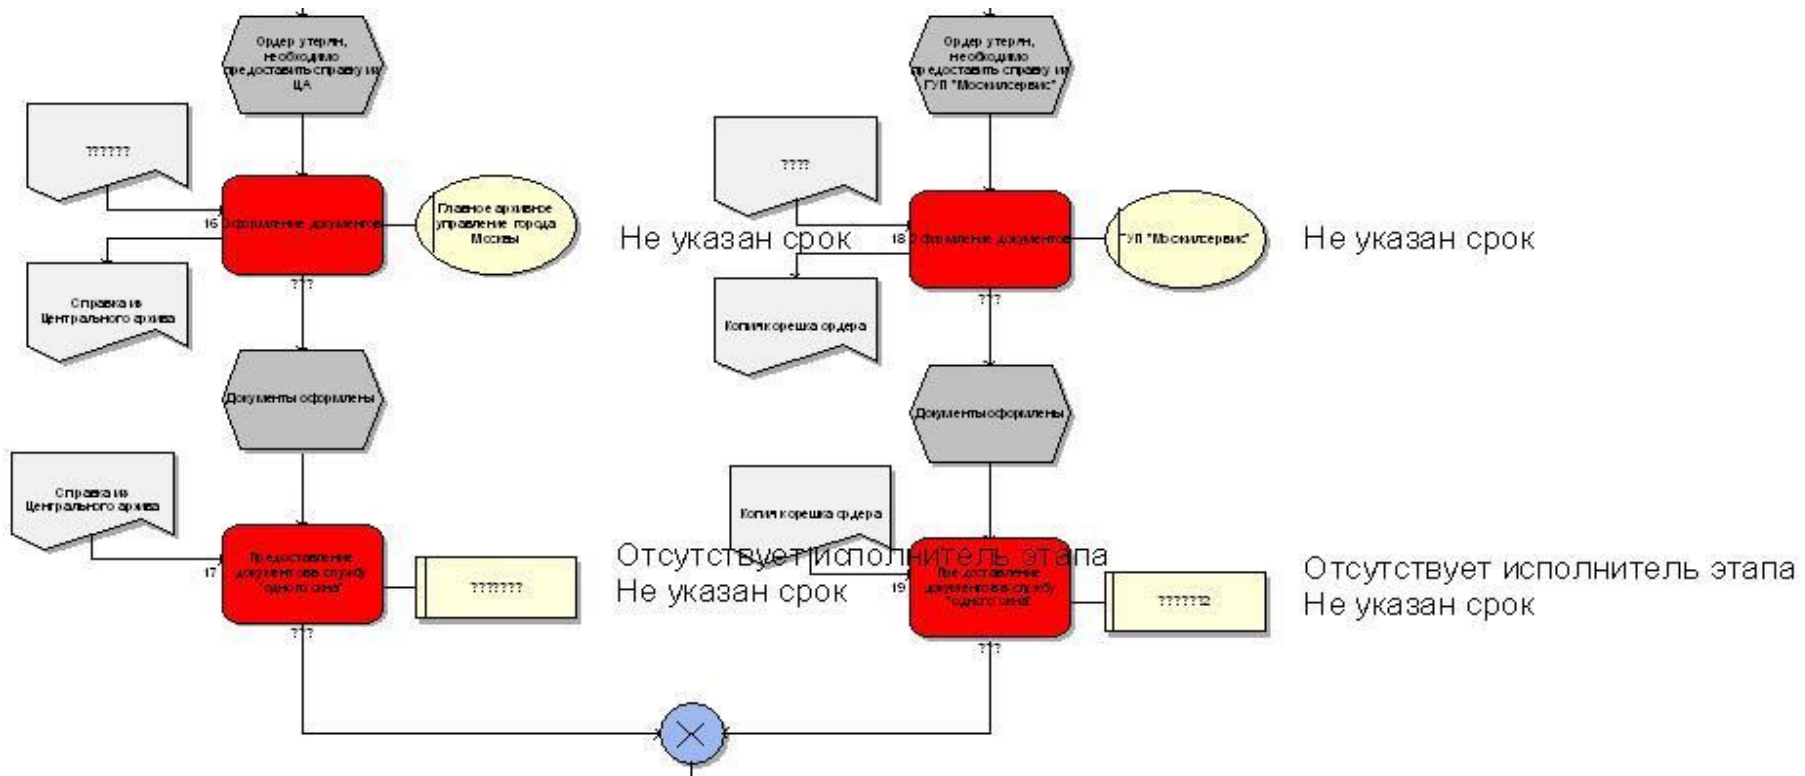 Ордер утерян,
необходимо
предоставить справку из
ЦА
??????
16
Оформление документов
Главное архивное
управление города
Москвы
Не указан срок
???
Справка из
Центрального архива
Документы оформлены
Справка из
Центрального архива
17
Предоставление
документов в службу
"одного окна"
???????
Отсутствует исполнитель этапа
Не указан срок
???
Ордер утерян,
необходимо
предоставить справку из
ГУП "Мосжилсервис"
????
18
Оформление документов
ГУП "Мосжилсервис"
Не указан срок
???
Копия корешка ордера
Документы оформлены
Копия корешка ордера
19
Предоставление
документов в службу
"одного окна"
??????2
Отсутствует исполнитель этапа
Не указан срок
???